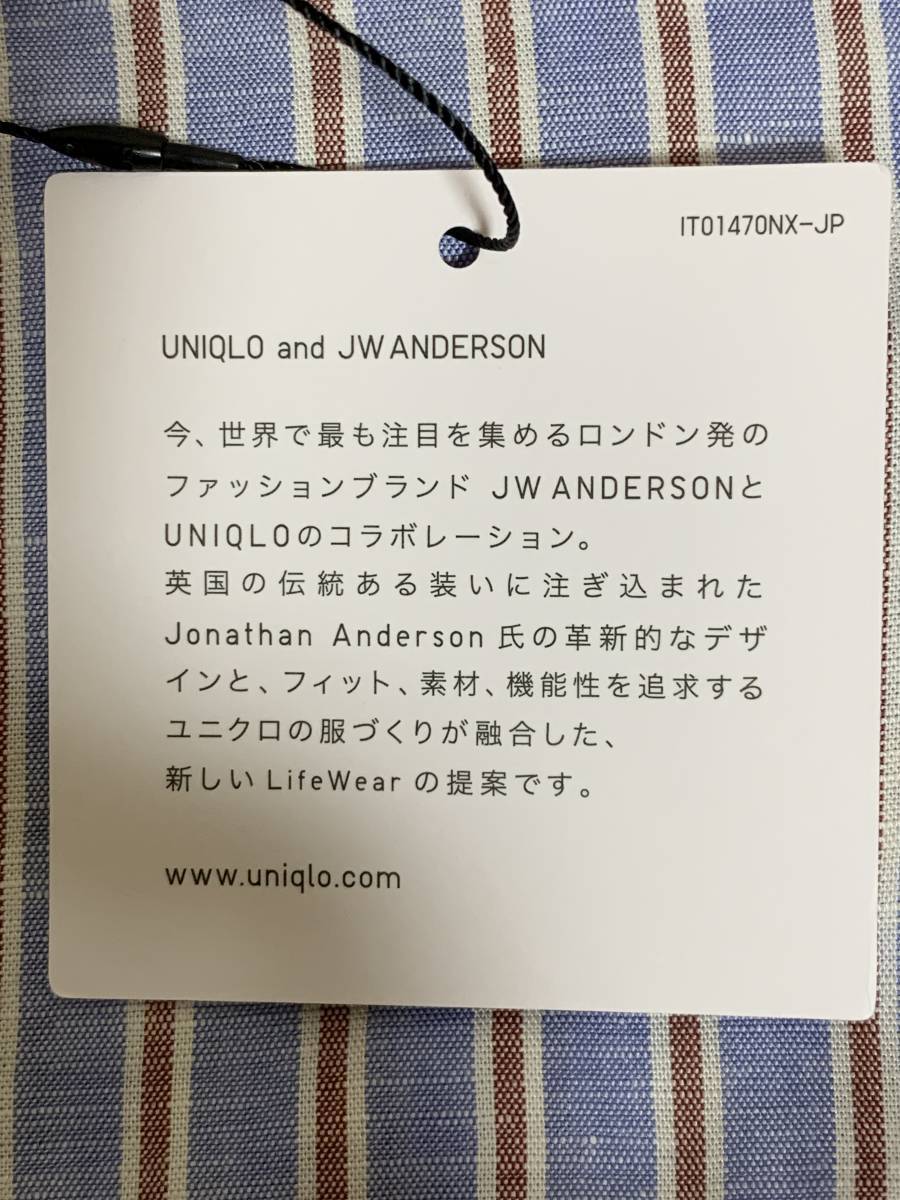 IT01470NX-JP
UNIQLO and JW ANDERSON
今、世界で最も注目を集めるロンドン発の
ファッションブランド JW ANDERSONと
UNIQLOのコラボレーション。
英国の伝統ある装いに注ぎ込まれた
Jonathan Anderson 氏の革新的なデザ
インと、フィット、素材、機能性を追求する
ユニクロの服づくりが融合した、
新しい LifeWear の提案です。
www.uniqlo.com